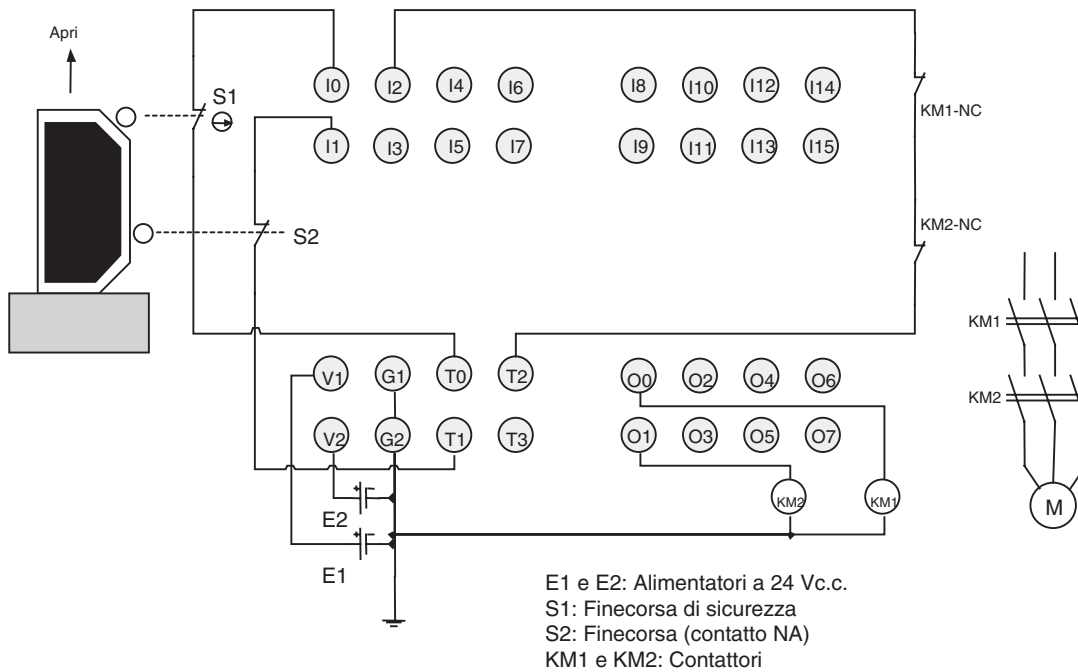 Apri
S1
I0 I2 I4 I6 I8 I10 I12 I14
KM1-NC
I1 I3 I5 I7 I9 I11 I13 I15
S2
KM2-NC
KM1
V1 G1 T0 T2 O0 O2 O4 O6
KM2
V2 G2 T1 T3 O1 O3 O5 O7
E2
KM2
KM1
M
E1
E1 e E2: Alimentatori a 24 Vc.c.
S1: Finecorsa di sicurezza
S2: Finecorsa (contatto NA)
KM1 e KM2: Contattori